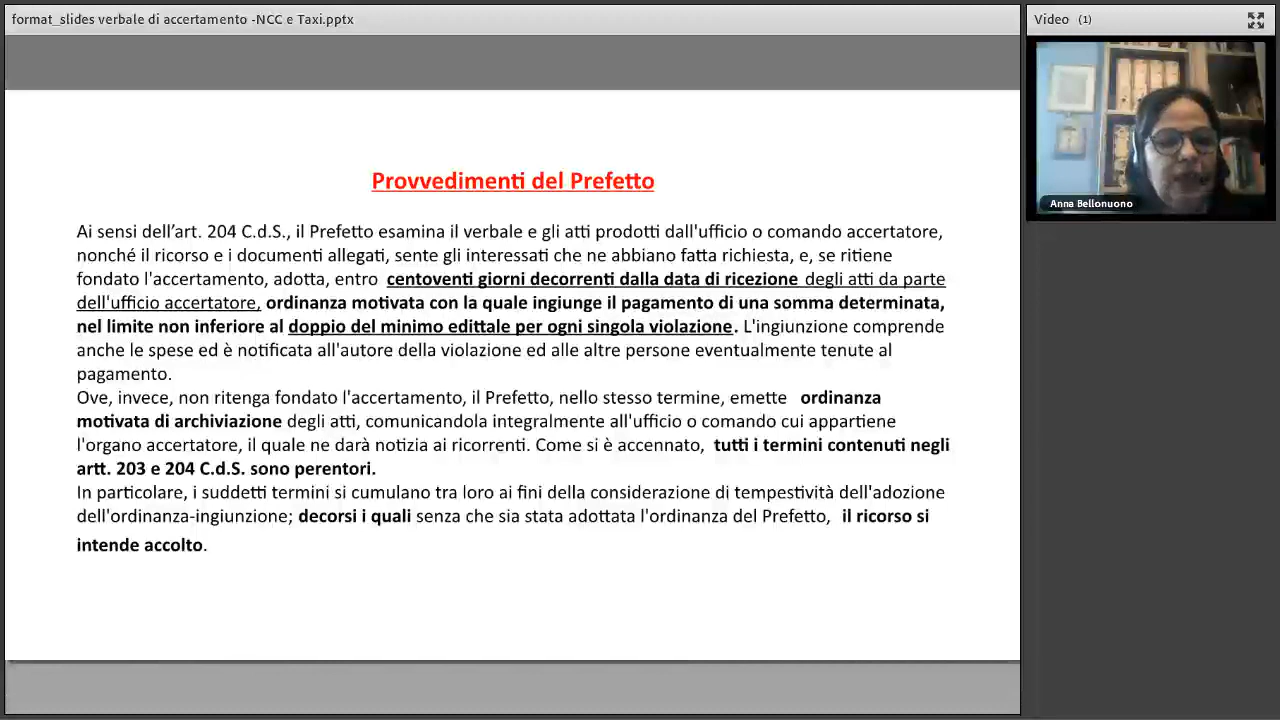 format_slides verbale di accertamento -NCC e Taxi.pptx
Video (1)
Anna Bellonuono
Provvedimenti del Prefetto
Ai sensi dell'art. 204 C.d.S., il Prefetto esamina il verbale e gli atti prodotti dall'ufficio o comando accertatore,
nonché il ricorso e i documenti allegati, sente gli interessati che ne abbiano fatta richiesta, e, se ritiene
fondato l'accertamento, adotta, entro centoventi giorni decorrenti dalla data di ricezione degli atti da parte
dell'ufficio accertatore, ordinanza motivata con la quale ingiunge il pagamento di una somma determinata,
nel limite non inferiore al doppio del minimo edittale per ogni singola violazione. L'ingiunzione comprende
anche le spese ed è notificata all'autore della violazione ed alle altre persone eventualmente tenute al
pagamento.
Ove, invece, non ritenga fondato l'accertamento, il Prefetto, nello stesso termine, emette ordinanza
motivata di archiviazione degli atti, comunicandola integralmente all'ufficio o comando cui appartiene
l'organo accertatore, il quale ne darà notizia ai ricorrenti. Come si è accennato, tutti i termini contenuti negli
artt. 203 e 204 C.d.S. sono perentori.
In particolare, i suddetti termini si cumulano tra loro ai fini della considerazione di tempestività dell'adozione
dell'ordinanza-ingiunzione; decorsi i quali senza che sia stata adottata l'ordinanza del Prefetto, il ricorso si
intende accolto.